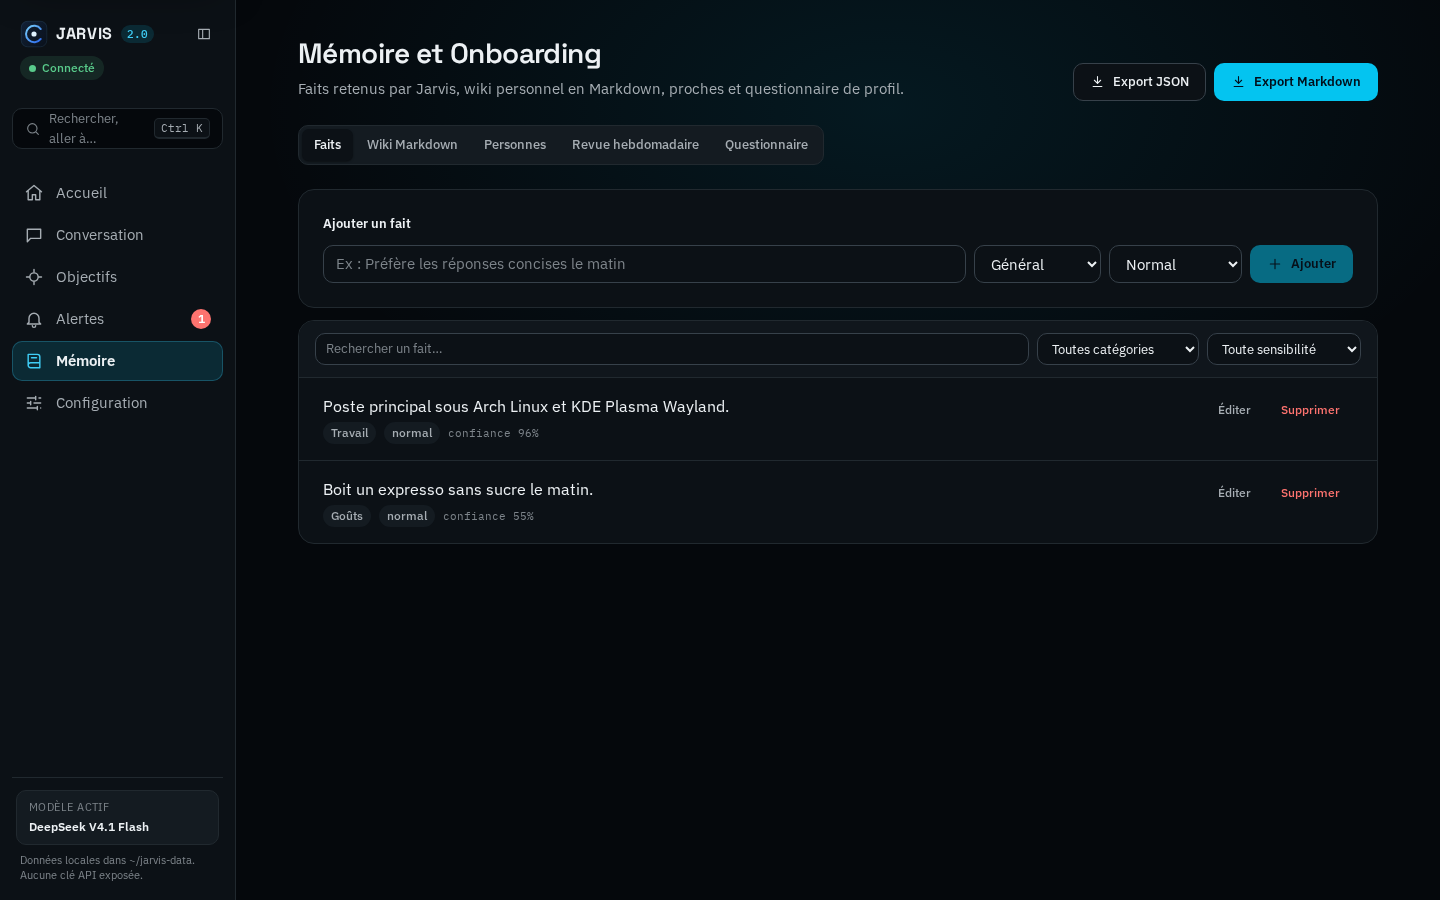 JARVIS 2.0
Connecté
Rechercher, aller à... Ctrl K
Accueil
Conversation
Objectifs
Alertes 1
Mémoire
Configuration
MODÈLE ACTIF
DeepSeek V4.1 Flash
Données locales dans ~/jarvis-data.
Aucune clé API exposée.
Mémoire et Onboarding
Faits retenus par Jarvis, wiki personnel en Markdown, proches et questionnaire de profil.
Export JSON Export Markdown
Faits Wiki Markdown Personnes Revue hebdomadaire Questionnaire
Ajouter un fait
Ex : Préfère les réponses concises le matin Général Normal Ajouter
Rechercher un fait... Toutes catégories Toute sensibilité
Poste principal sous Arch Linux et KDE Plasma Wayland. Éditer Supprimer
Travail normal confiance 96%
Boit un expresso sans sucre le matin. Éditer Supprimer
Goûts normal confiance 55%